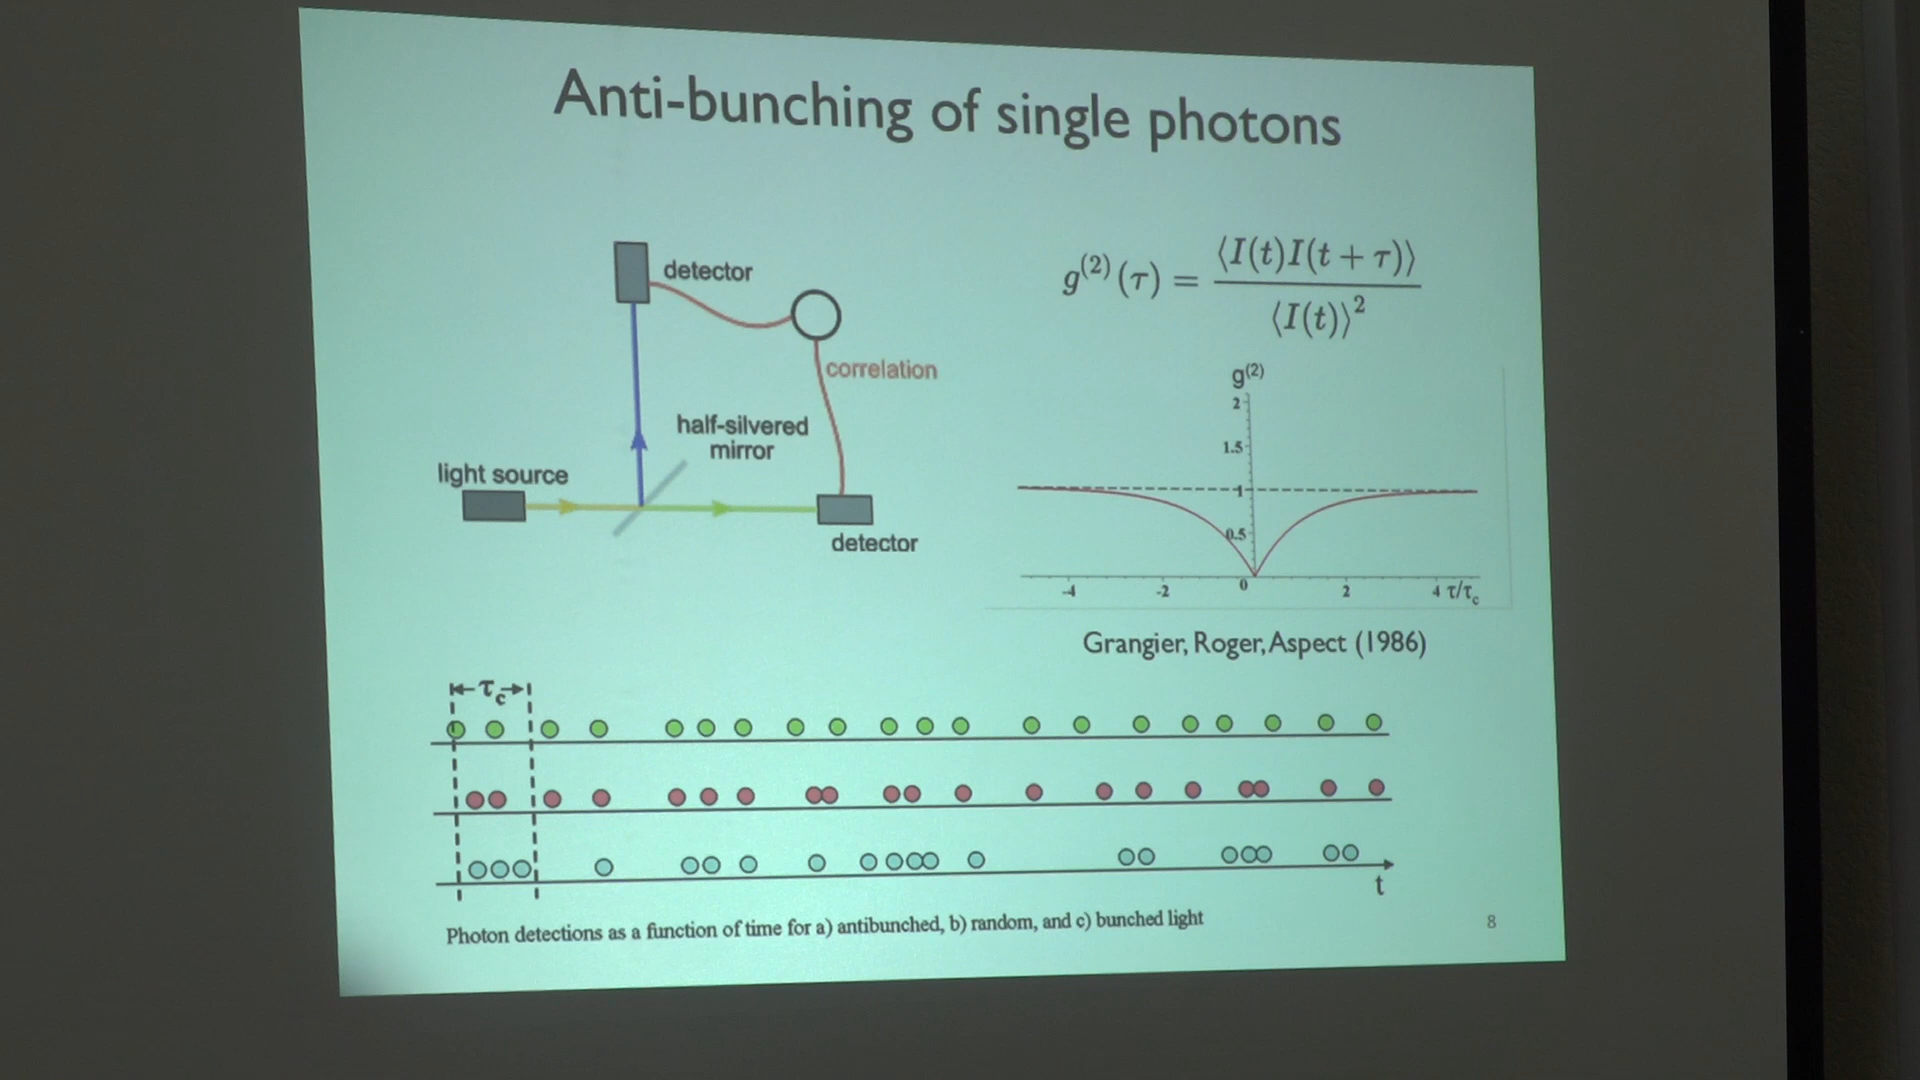 Anti-bunching of single photons
detector
correlation
half-silvered
mirror
light source
detector
g⁽²⁾(τ) = ⟨I(t)I(t + τ)⟩ / ⟨I(t)⟩²
g⁽²⁾
2
1.5
1
0.5
-4 -2 0 2 4 τ/τc
Grangier, Roger, Aspect (1986)
τc
t
Photon detections as a function of time for a) antibunched, b) random, and c) bunched light
8